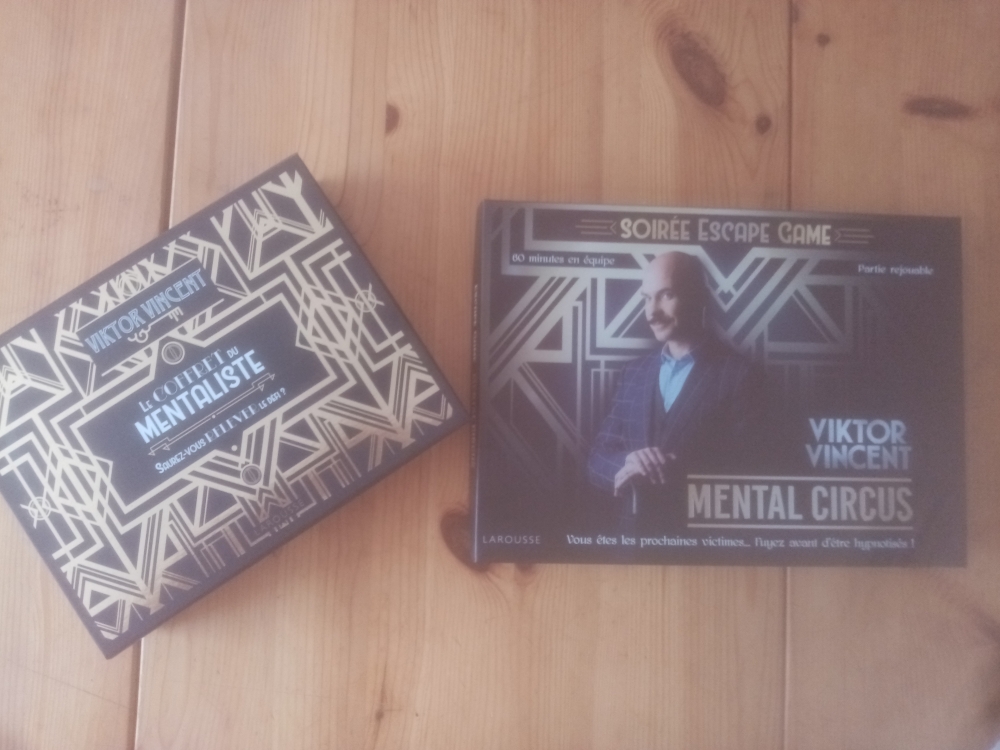 VIKTOR VINCENT
LE COFFRET DU
MENTALISTE
SAUREZ-VOUS RELEVER LE DÉFI ?
LAROUSSE
SOIRÉE ESCAPE GAME
60 minutes en équipe
Partie rejouable
VIKTOR
VINCENT
MENTAL CIRCUS
LAROUSSE
Vous êtes les prochaines victimes... Fuyez avant d'être hypnotisés !